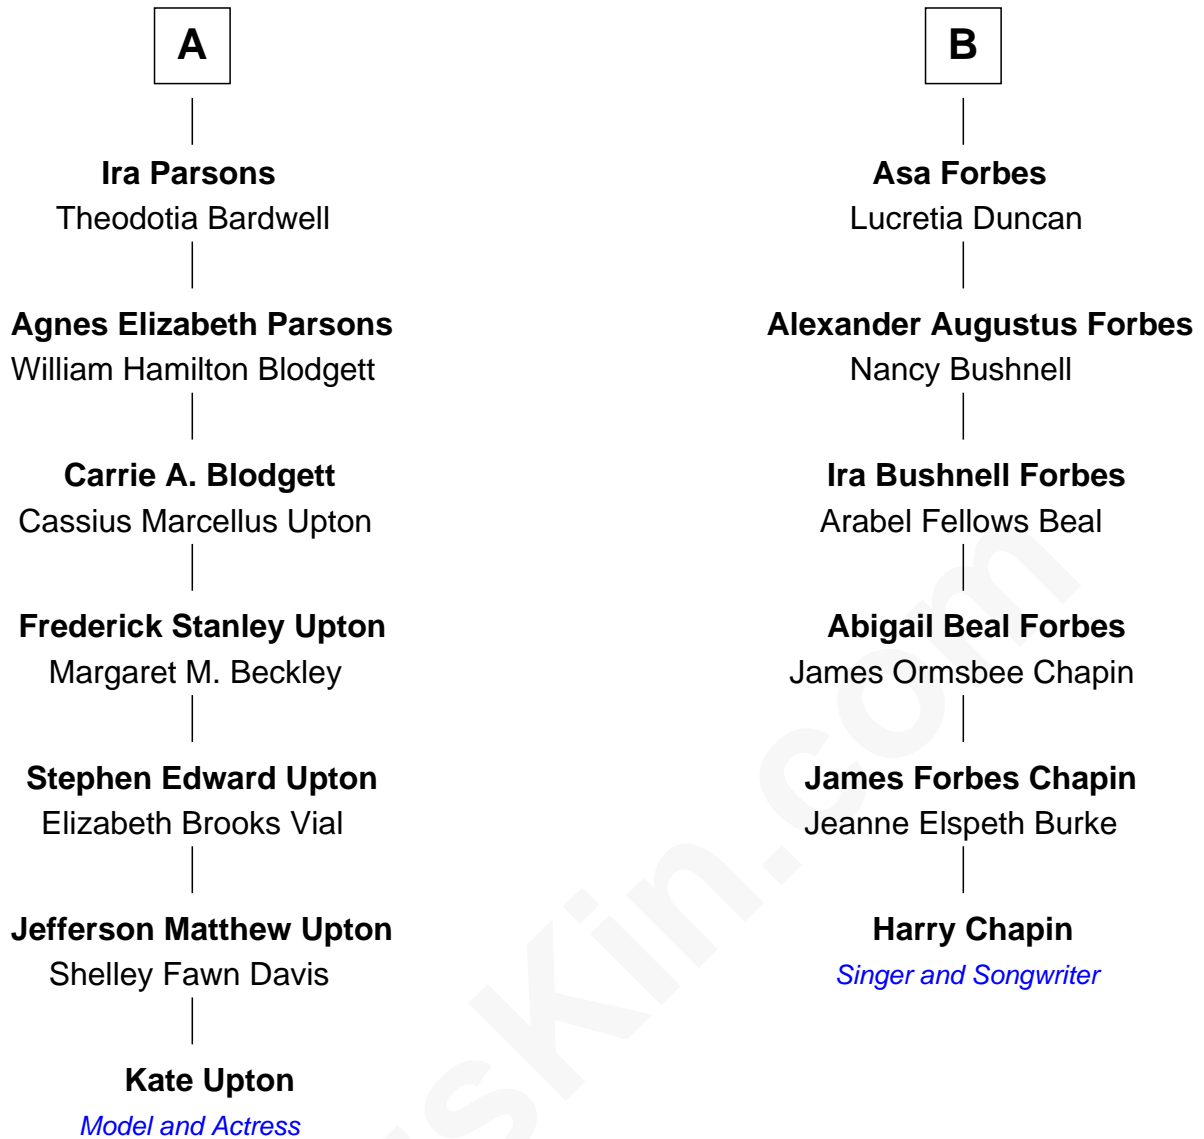 A
Ira Parsons
Theodotia Bardwell
Agnes Elizabeth Parsons
William Hamilton Blodgett
Carrie A. Blodgett
Cassius Marcellus Upton
Frederick Stanley Upton
Margaret M. Beckley
Stephen Edward Upton
Elizabeth Brooks Vial
Jefferson Matthew Upton
Shelley Fawn Davis
Kate Upton
Model and Actress
B
Asa Forbes
Lucretia Duncan
Alexander Augustus Forbes
Nancy Bushnell
Ira Bushnell Forbes
Arabel Fellows Beal
Abigail Beal Forbes
James Ormsbee Chapin
James Forbes Chapin
Jeanne Elspeth Burke
Harry Chapin
Singer and Songwriter
sKin.com